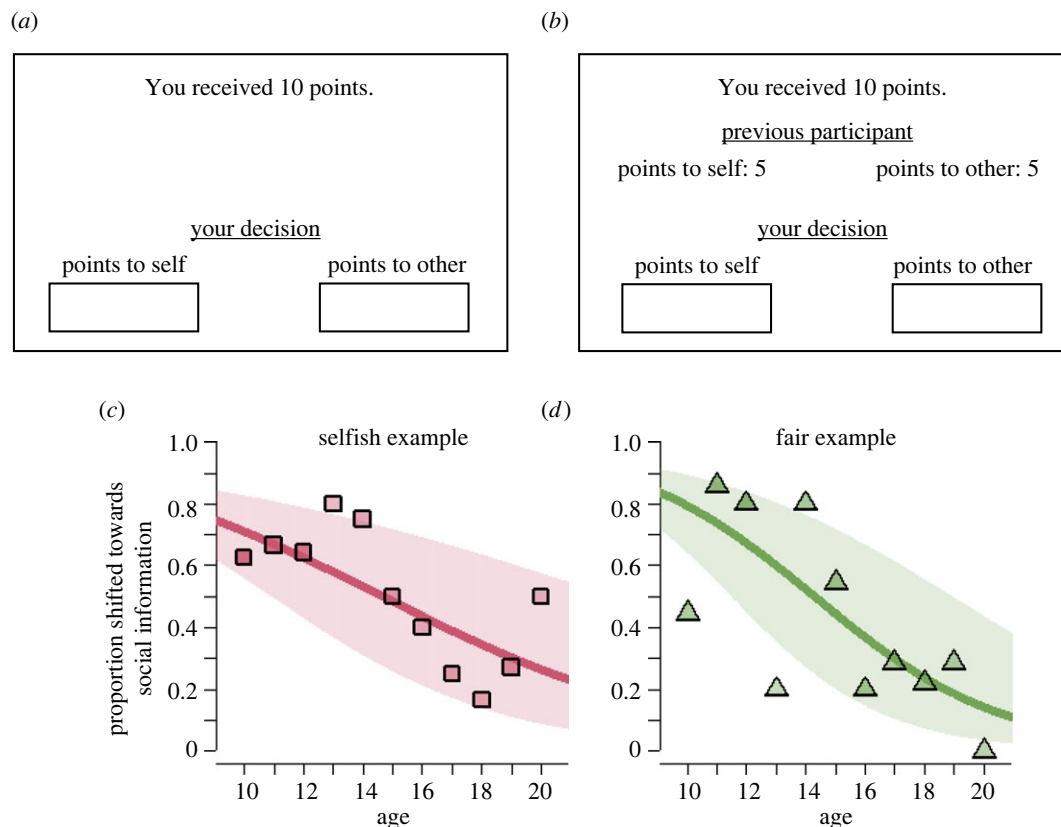 (a)
You received 10 points.
your decision
points to self points to other
(b)
You received 10 points.
previous participant
points to self: 5 points to other: 5
your decision
points to self points to other
(c)
selfish example
proportion shifted towards
social information
1.0
0.8
0.6
0.4
0.2
0
10 12 14 16 18 20
age
(d)
fair example
1.0
0.8
0.6
0.4
0.2
0
10 12 14 16 18 20
age